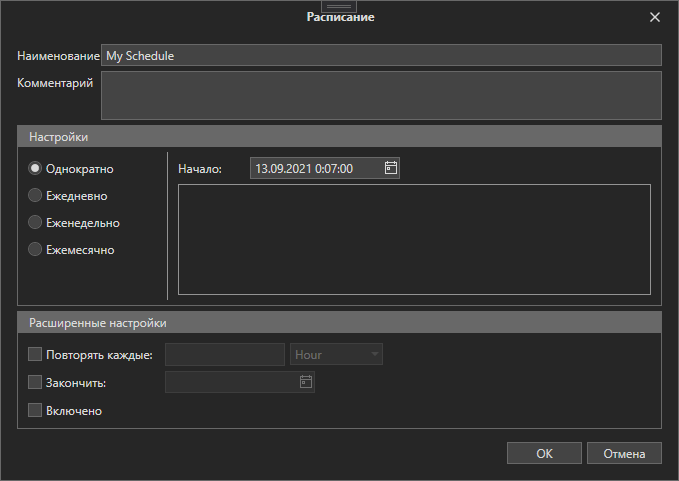 Расписание
Наименование My Schedule
Комментарий
Настройки
Однократно
Ежедневно
Еженедельно
Ежемесячно
Начало: 13.09.2021 0:07:00
Расширенные настройки
Повторять каждые: Hour
Закончить:
Включено
OK Отмена